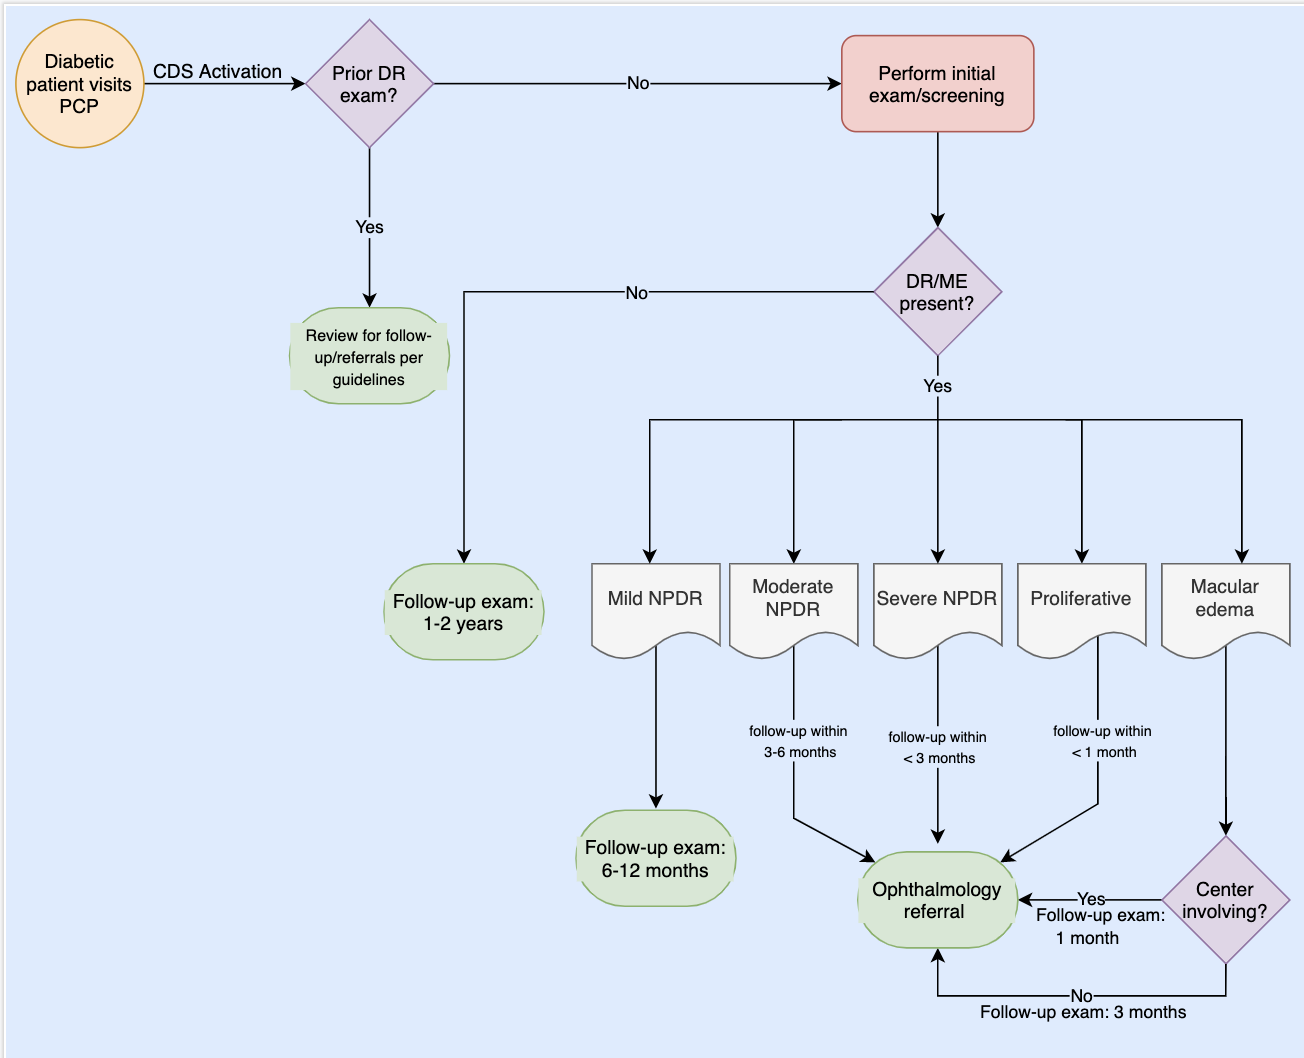 Diabetic
patient visits
PCP
CDS Activation
Prior DR
exam?
No
Perform initial
exam/screening
Yes
Review for follow-
up/referrals per
guidelines
DR/ME
present?
No
Yes
Follow-up exam:
1-2 years
Mild NPDR
Moderate
NPDR
Severe NPDR
Proliferative
Macular
edema
follow-up within
3-6 months
follow-up within
< 3 months
follow-up within
< 1 month
Follow-up exam:
6-12 months
Ophthalmology
referral
Center
involving?
Yes
Follow-up exam:
1 month
No
Follow-up exam: 3 months